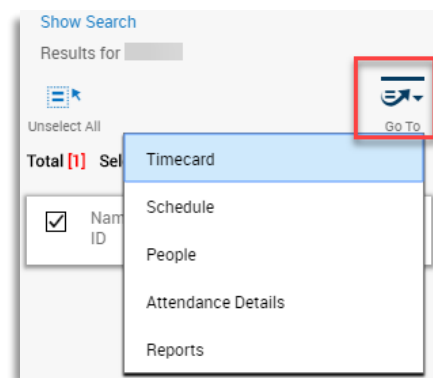 Show Search
Results for
Unselect All
Go To
Total [1] Sel
Timecard
Schedule
People
Attendance Details
Reports
Nam
ID